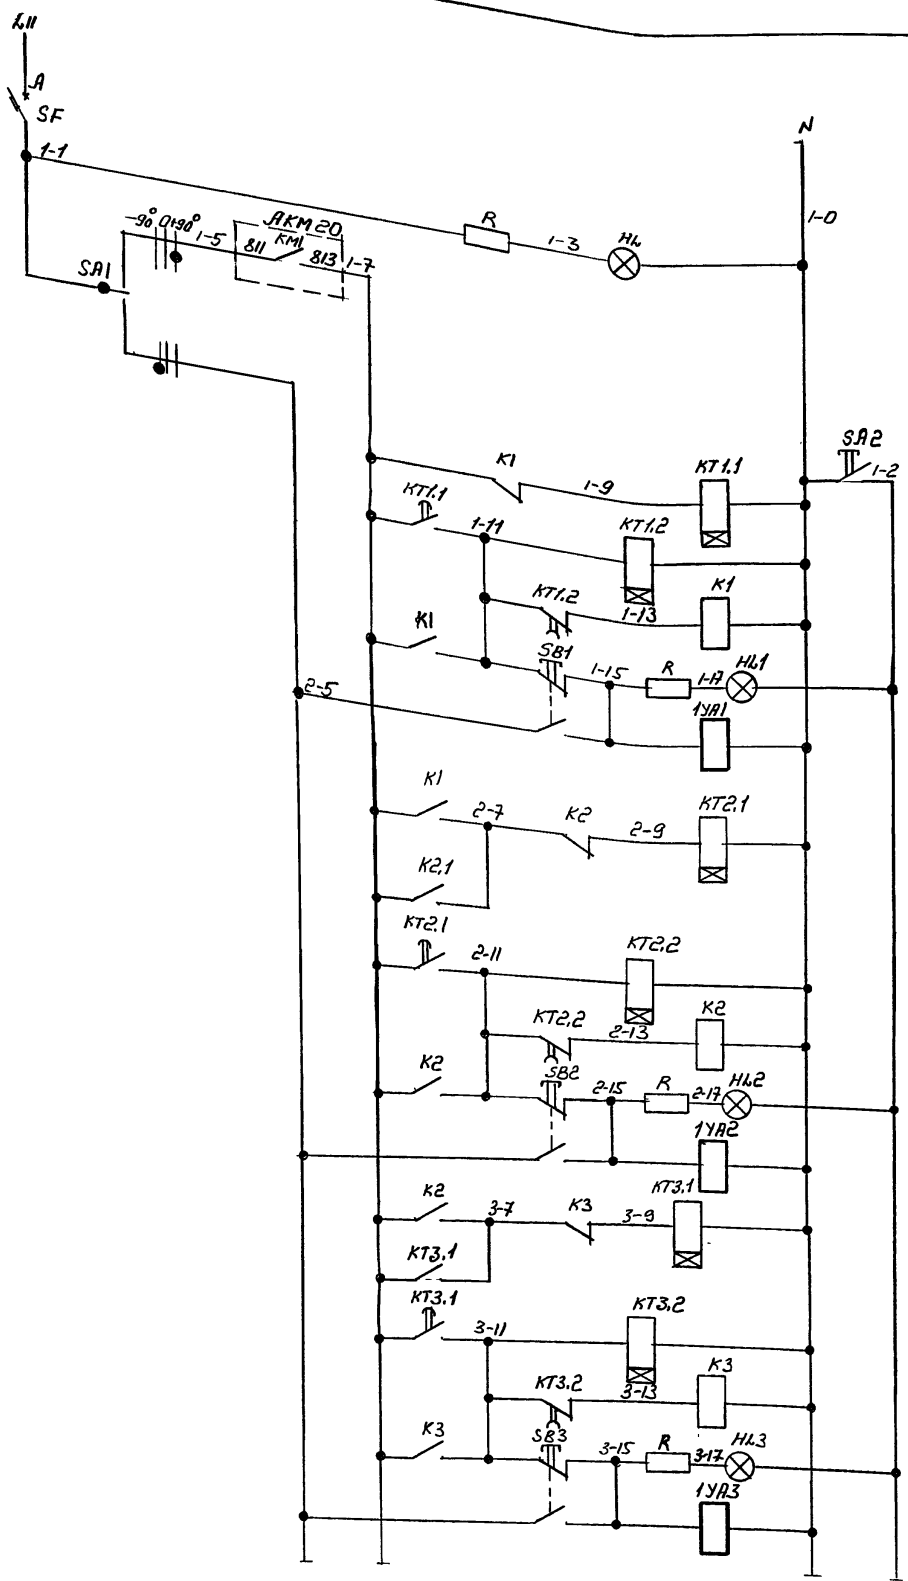 L11
A
SF
1-1
N
1-0
R
1-3
HL
-90° 0+90°
1-5
АКМ 20
KM1
811
813
1-7
SA1
SA2
1-2
K1
1-9
KT1.1
KT1.1
1-11
KT1.2
KT1.2
1-13
K1
K1
SB1
1-15
R
1-17
HL1
2-5
1YA1
K1
2-7
K2
2-9
KT2.1
K2.1
KT2.1
2-11
KT2.2
KT2.2
2-13
K2
K2
SB2
2-15
R
2-17
HL2
1YA2
K2
3-7
K3
3-9
KT3.1
KT3.1
KT3.1
3-11
KT3.2
KT3.2
3-13
K3
K3
SB3
3-15
R
3-17
HL3
1YA3